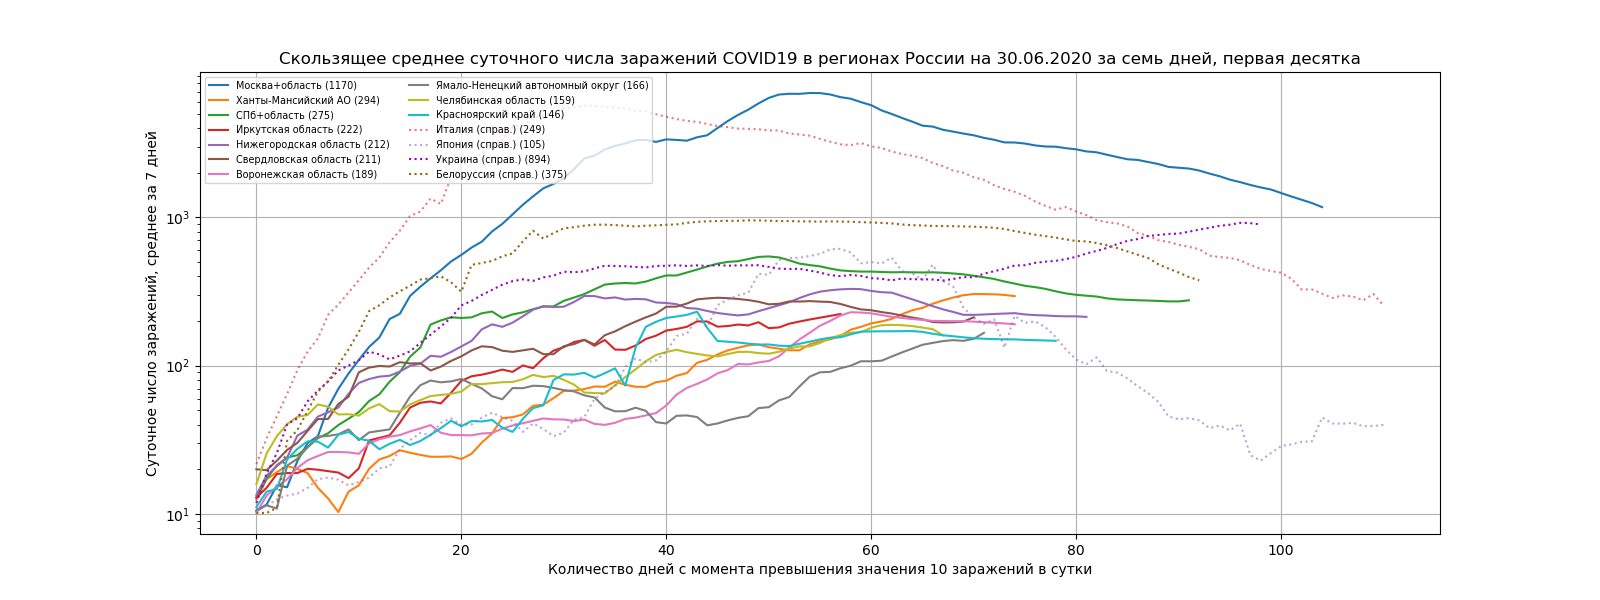 Скользящее среднее суточного числа заражений COVID19 в регионах России на 30.06.2020 за семь дней, первая десятка
Москва+область (1170)
Ханты-Мансийский АО (294)
СПб+область (275)
Иркутская область (222)
Нижегородская область (212)
Свердловская область (211)
Воронежская область (189)
Ямало-Ненецкий автономный округ (166)
Челябинская область (159)
Красноярский край (146)
Италия (справ.) (249)
Япония (справ.) (105)
Украина (справ.) (894)
Белоруссия (справ.) (375)
Суточное число заражений, среднее за 7 дней
10³
10²
10¹
0 20 40 60 80 100
Количество дней с момента превышения значения 10 заражений в сутки